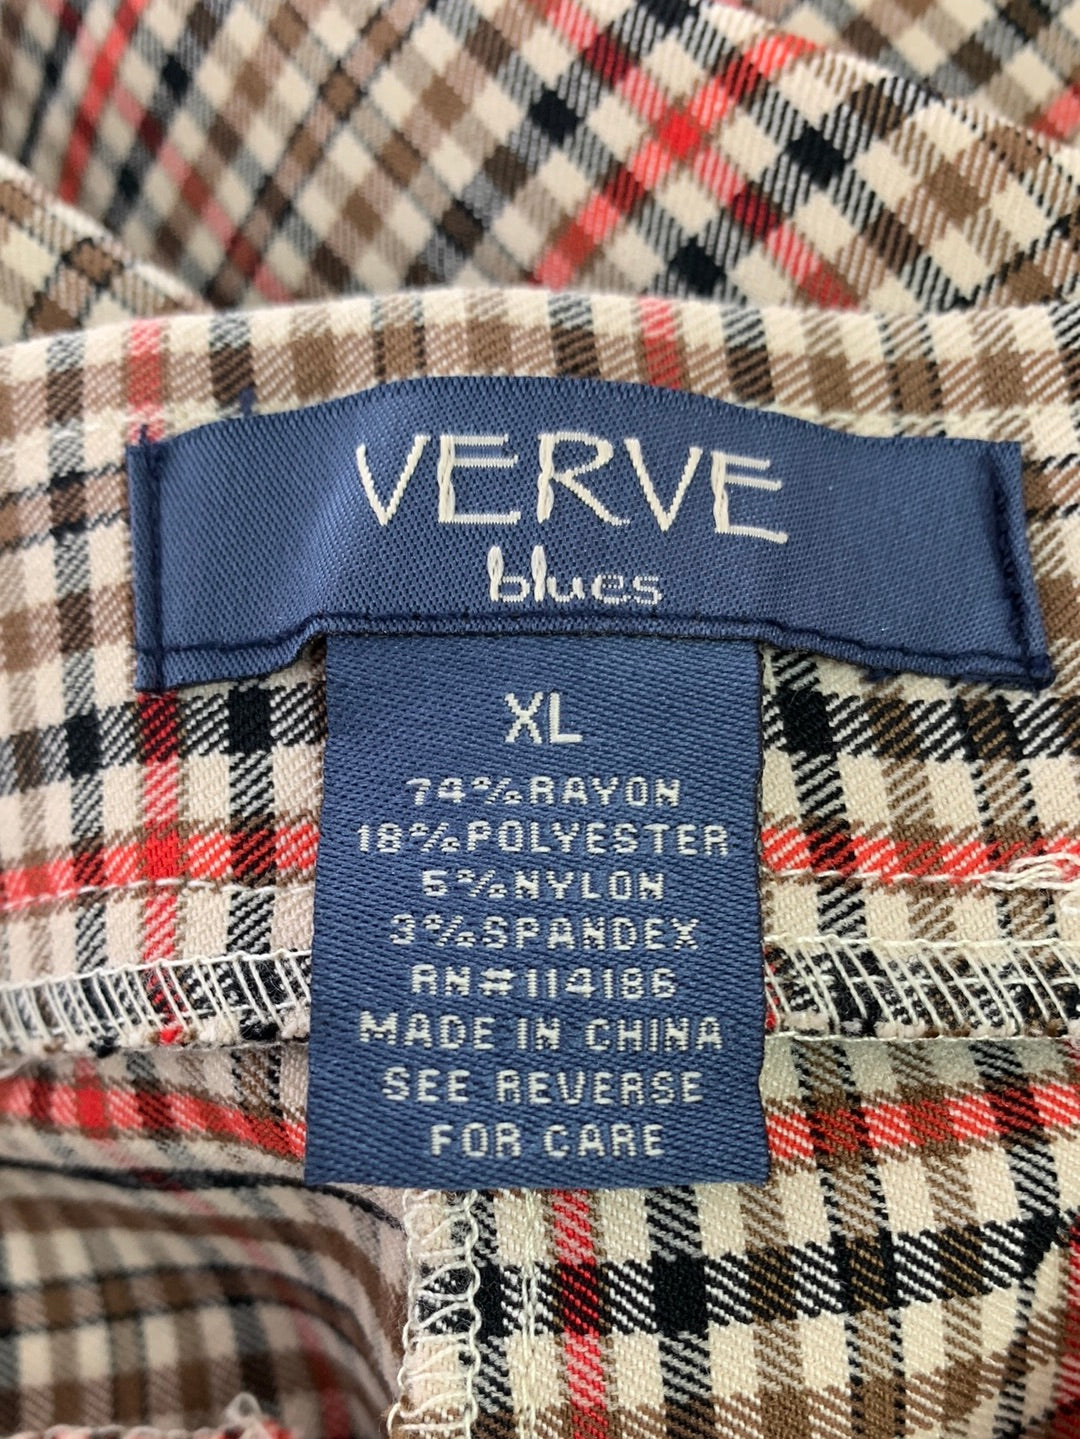 VERVE
blues
XL
74%RAYON
18%POLYESTER
5%NYLON
3%SPANDEX
RN#114186
MADE IN CHINA
SEE REVERSE
FOR CARE